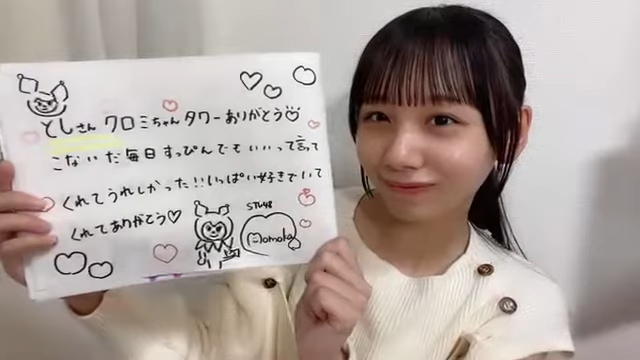 としさん クロミちゃんタワーありがとう♡
こないだ毎日すっぴんでもいいって言って
くれてうれしかった!!いっぱい好きでいて
くれてありがとう♡
STU48
Momoka